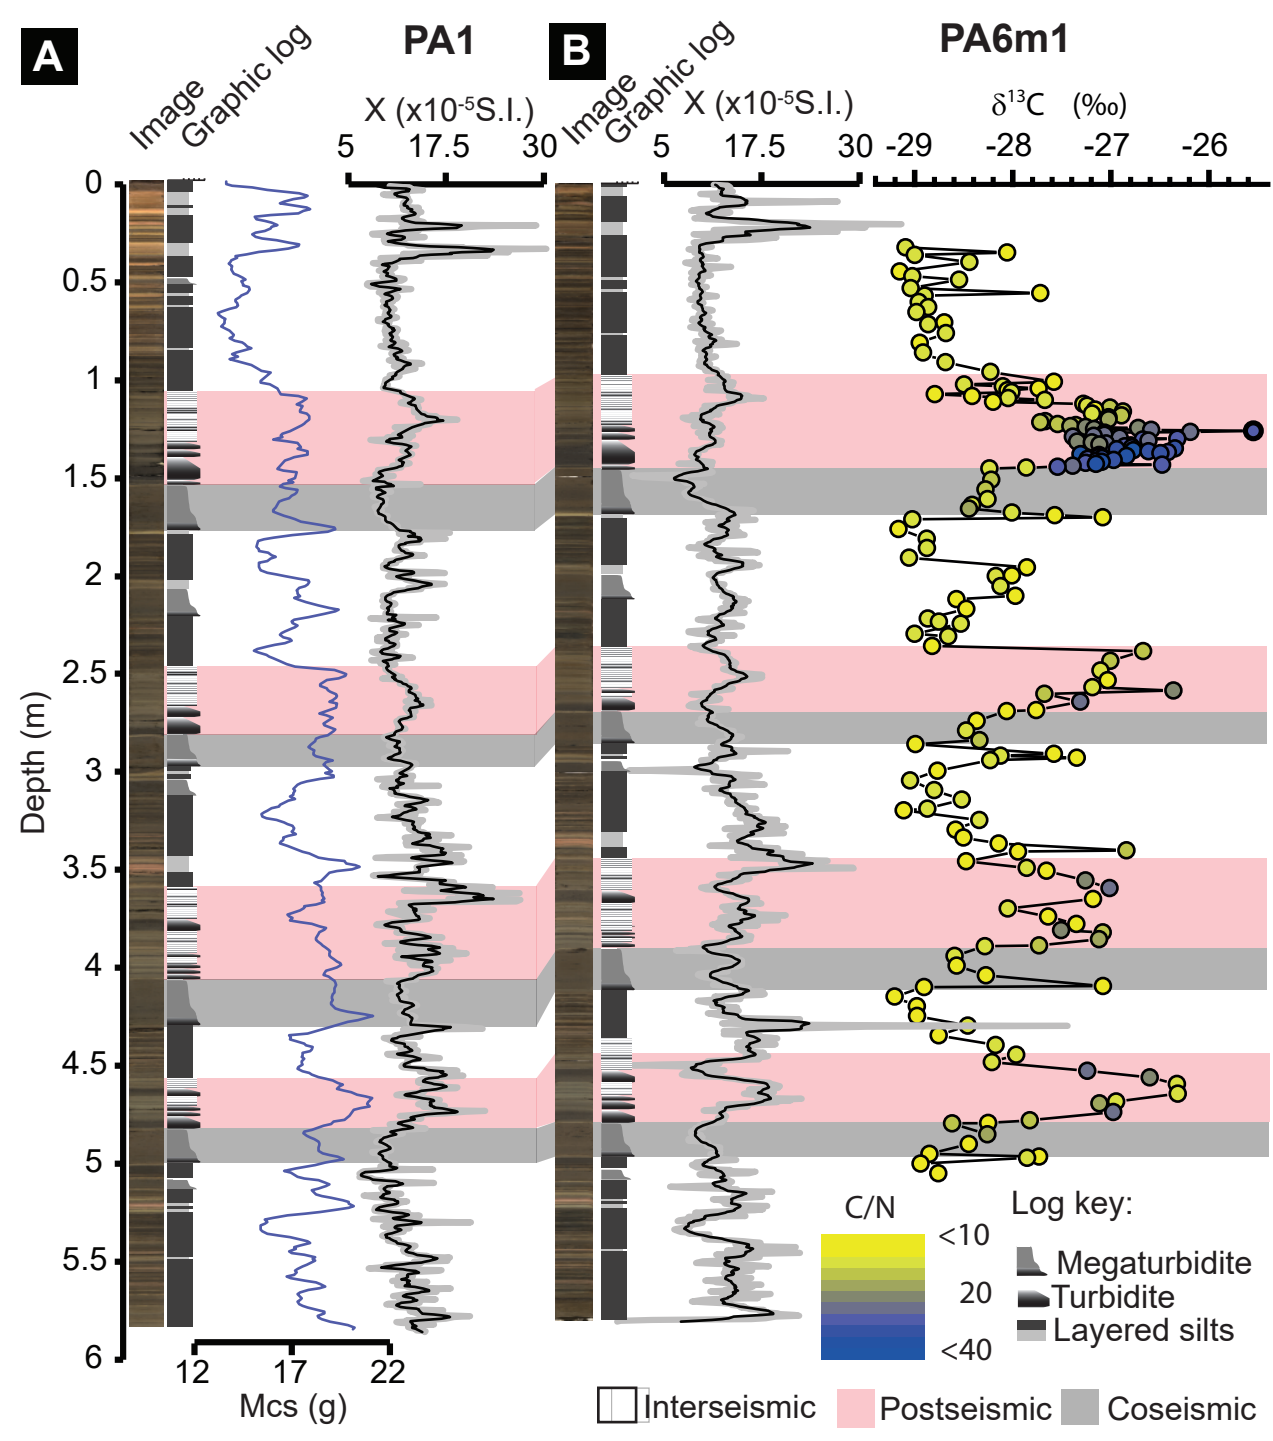 A
Image
Graphic log
PA1
X (x10-5S.I.)
5 17.5 30
B
Image
Graphic log
PA6m1
X (x10-5S.I.)
5 17.5 30
δ13C (‰)
-29 -28 -27 -26
Depth (m)
0
0.5
1
1.5
2
2.5
3
3.5
4
4.5
5
5.5
6
12 17 22
Mcs (g)
C/N
<10
20
<40
Log key:
Megaturbidite
Turbidite
Layered silts
Interseismic
Postseismic
Coseismic